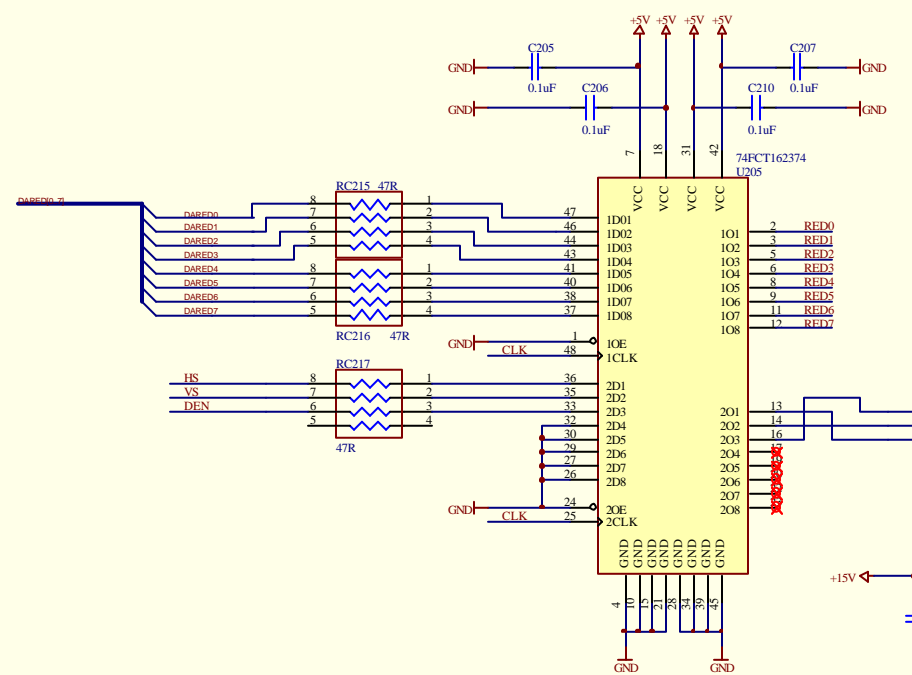 +5V +5V +5V +5V
C205 C207
GND GND
0.1uF 0.1uF
C206 C210
GND GND
0.1uF 0.1uF
7 18 31 42
74FCT162374
U205
VCC VCC VCC VCC
RC215 47R
DARED[0..7]
8 1
DARED0 7 2 47 1D01
DARED1 6 3 46 1D02 1O1 2 RED0
DARED2 5 4 44 1D03 1O2 3 RED1
DARED3 43 1D04 1O3 5 RED2
DARED4 8 1 41 1D05 1O4 6 RED3
DARED5 7 2 40 1D06 1O5 8 RED4
DARED6 6 3 38 1D07 1O6 9 RED5
DARED7 5 4 37 1D08 1O7 11 RED6
1O8 12 RED7
RC216 47R
GND 1 1OE
CLK 48 1CLK
RC217
HS 8 1 36 2D1
VS 7 2 35 2D2
DEN 6 3 33 2D3 2O1 13
5 4 32 2D4 2O2 14
30 2D5 2O3 16
29 2D6 2O4 17
27 2D7 2O5
26 2D8 2O6
47R
2O7
GND 24 2OE 2O8
CLK 25 2CLK
GND GND GND GND GND GND GND GND
4 10 15 21 28 34 39 45
+15V
GND GND